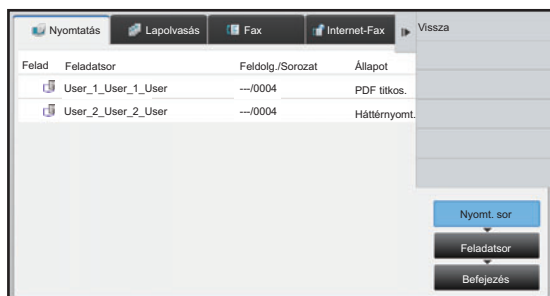 Nyomtatás Lapolvasás Fax Internet-Fax Vissza
Felad Feladatsor Feldolg./Sorozat Állapot
User_1_User_1_User ---/0004 PDF titkos.
User_2_User_2_User ---/0004 Háttérnyomt.
Nyomt. sor
Feladatsor
Befejezés